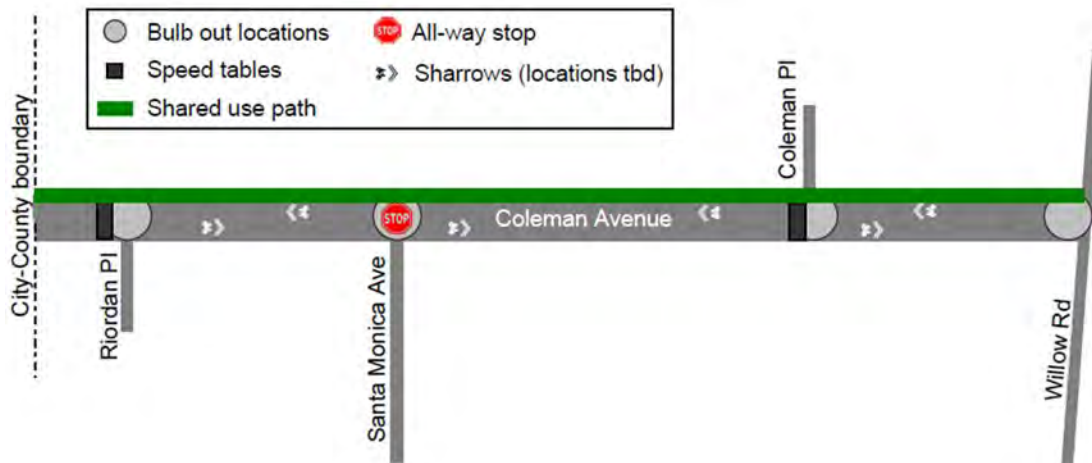 Bulb out locations
STOP
All-way stop
Speed tables
Sharrows (locations tbd)
Shared use path
City-County boundary
Coleman Pl
STOP
Coleman Avenue
Riordan Pl
Santa Monica Ave
Willow Rd